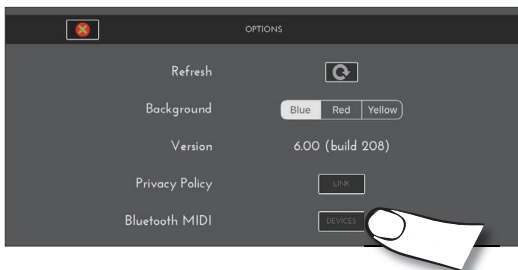 OPTIONS
Refresh
Background Blue Red Yellow
Version 6.00 (build 208)
Privacy Policy LINK
Bluetooth MIDI DEVICES